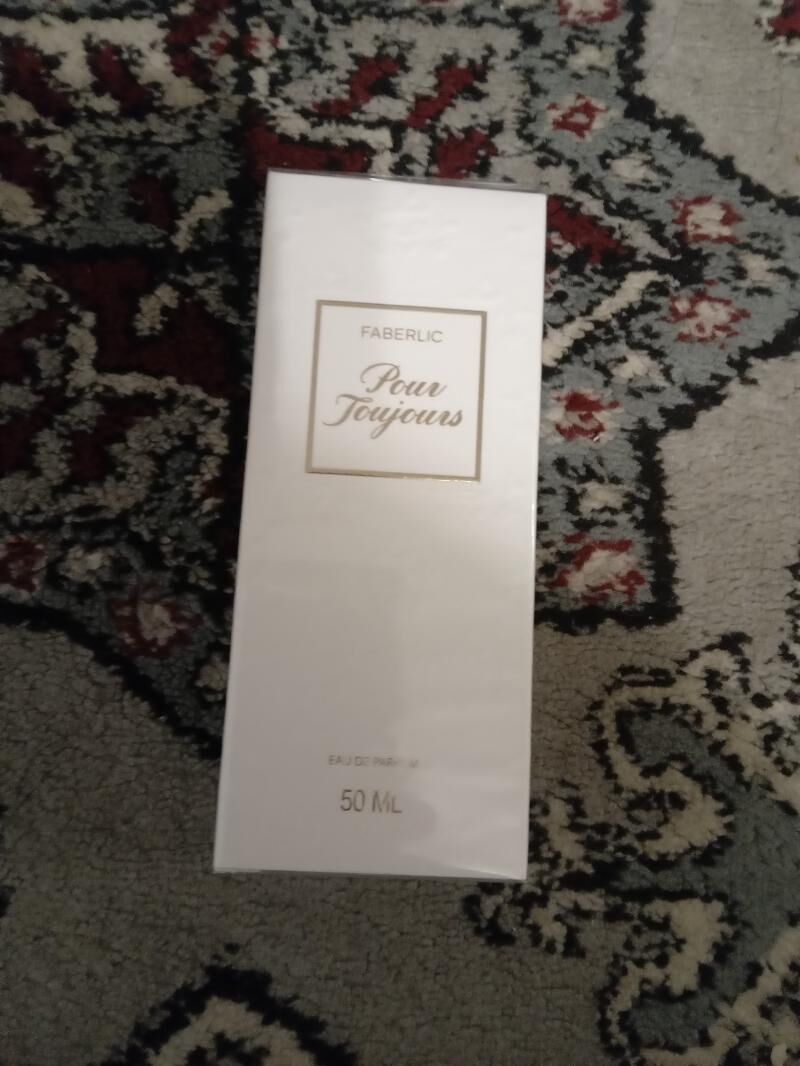 FABERLIC
Pour
Toujours
EAU DE PARFUM
50 ML